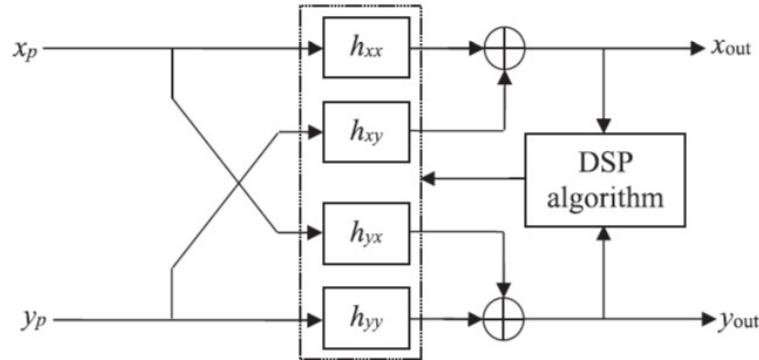 xₚ
hₓₓ
xout
hxy
DSP
algorithm
hyx
yₚ
hyy
yout